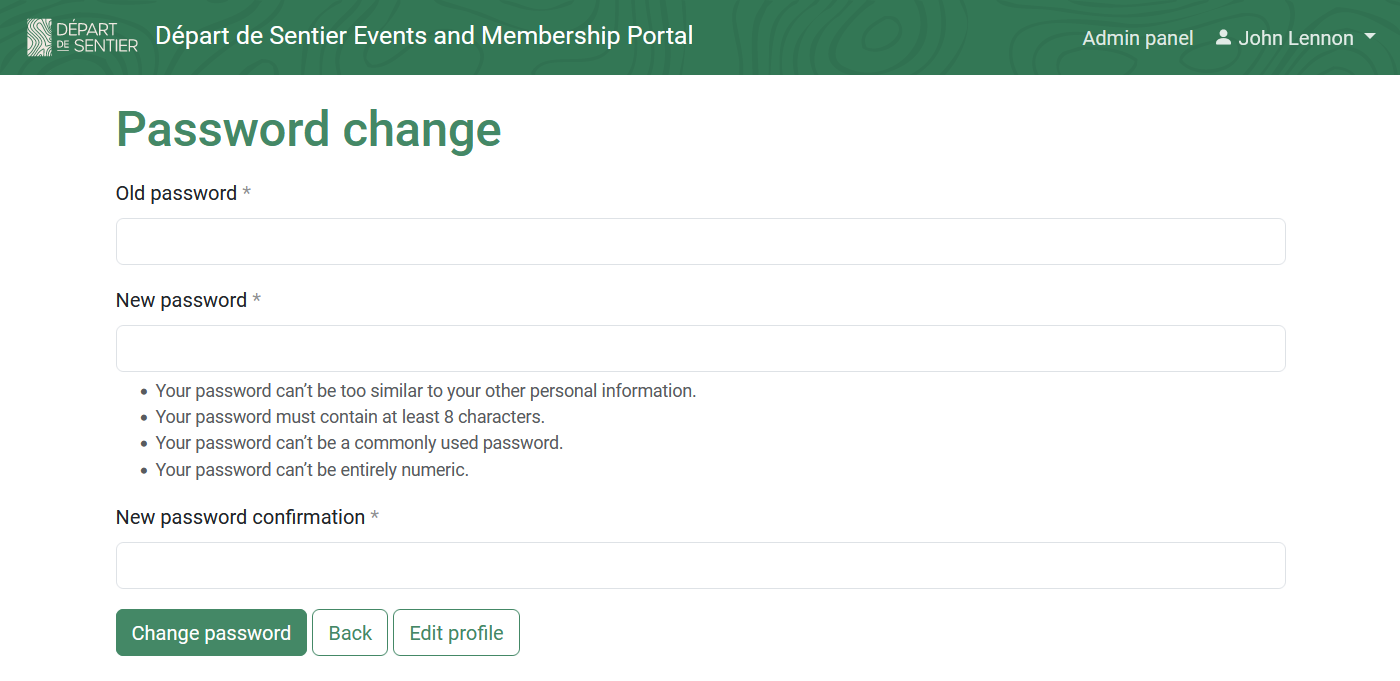 DÉPART
DE SENTIER
Départ de Sentier Events and Membership Portal
Admin panel
John Lennon
Password change
Old password *
New password *
• Your password can’t be too similar to your other personal information.
• Your password must contain at least 8 characters.
• Your password can’t be a commonly used password.
• Your password can’t be entirely numeric.
New password confirmation *
Change password
Back
Edit profile